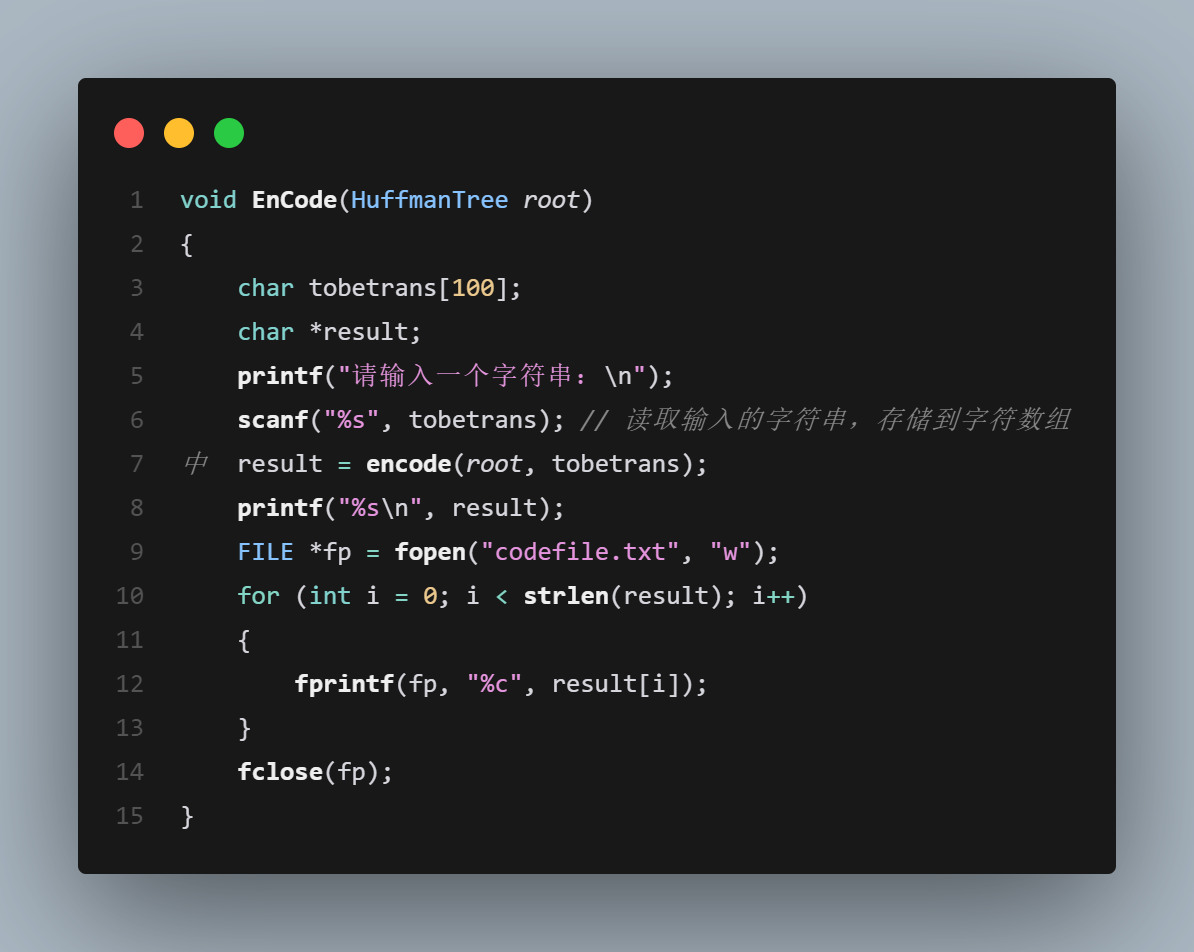 1 void EnCode(HuffmanTree root)
2 {
3     char tobetrans[100];
4     char *result;
5     printf("请输入一个字符串：\n");
6     scanf("%s", tobetrans); // 读取输入的字符串，存储到字符数组
7 中  result = encode(root, tobetrans);
8     printf("%s\n", result);
9     FILE *fp = fopen("codefile.txt", "w");
10     for (int i = 0; i < strlen(result); i++)
11     {
12         fprintf(fp, "%c", result[i]);
13     }
14     fclose(fp);
15 }